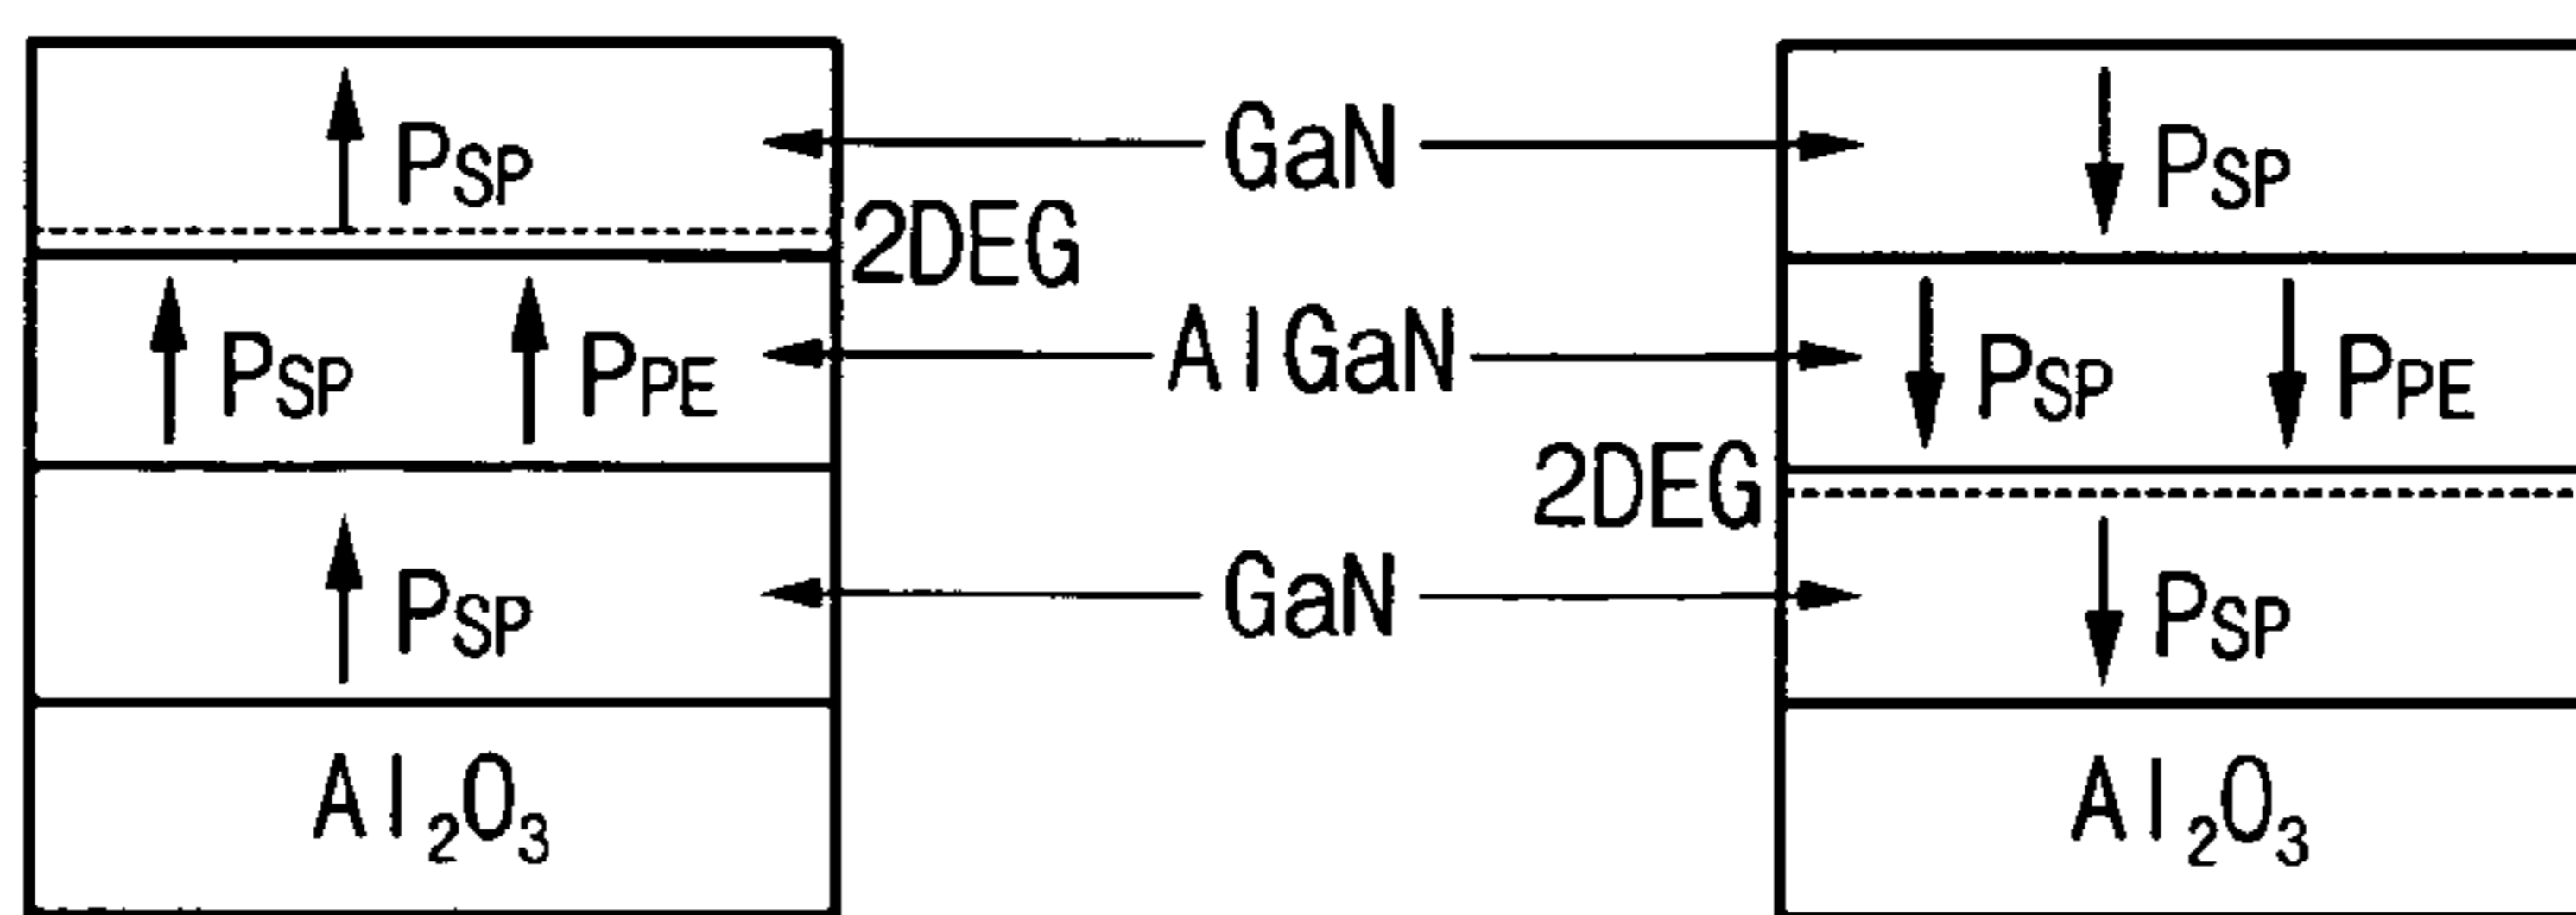 PSP GaN PSP
2DEG
PSP PPE AlGaN PSP PPE
2DEG
PSP GaN PSP
Al2O3 Al2O3